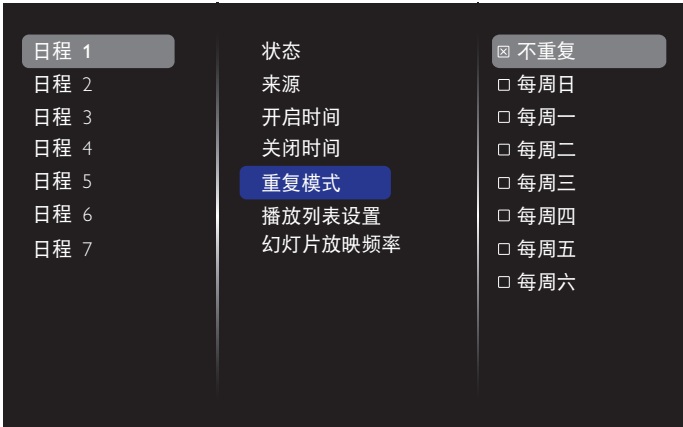 日程 1
日程 2
日程 3
日程 4
日程 5
日程 6
日程 7
状态
来源
开启时间
关闭时间
重复模式
播放列表设置
幻灯片放映频率
不重复
每周日
每周一
每周二
每周三
每周四
每周五
每周六